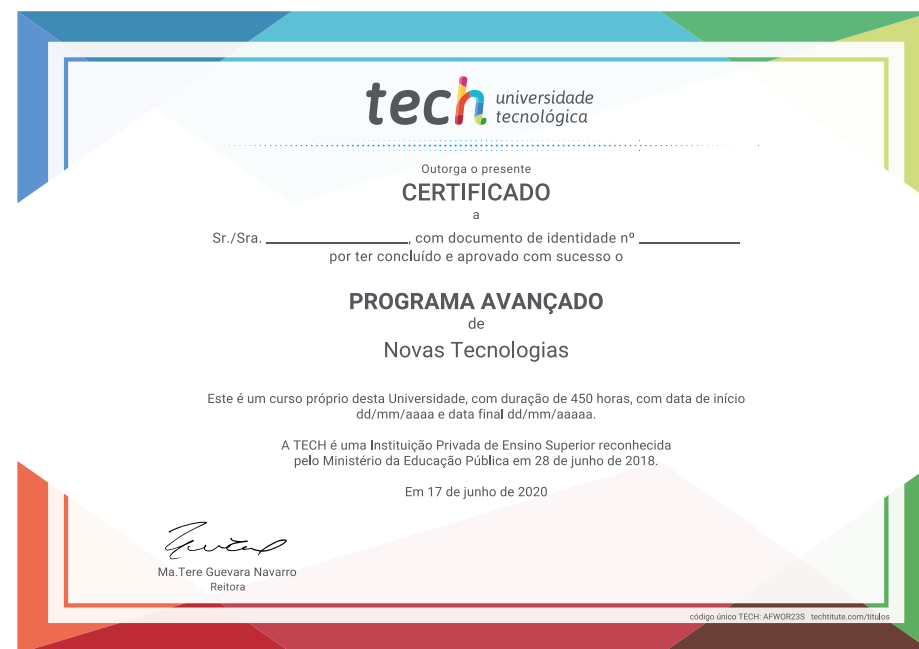 tech universidade
tecnológica
Outorga o presente
CERTIFICADO
a
Sr./Sra. ____________, com documento de identidade nº ____________
por ter concluído e aprovado com sucesso o
PROGRAMA AVANÇADO
de
Novas Tecnologias
Este é um curso próprio desta Universidade, com duração de 450 horas, com data de início
dd/mm/aaaa e data final dd/mm/aaaaa.
A TECH é uma Instituição Privada de Ensino Superior reconhecida
pelo Ministério da Educação Pública em 28 de junho de 2018.
Em 17 de junho de 2020
Ma.Tere Guevara Navarro
Reitora
código único TECH: AFWOR23S techtitute.com/titulos